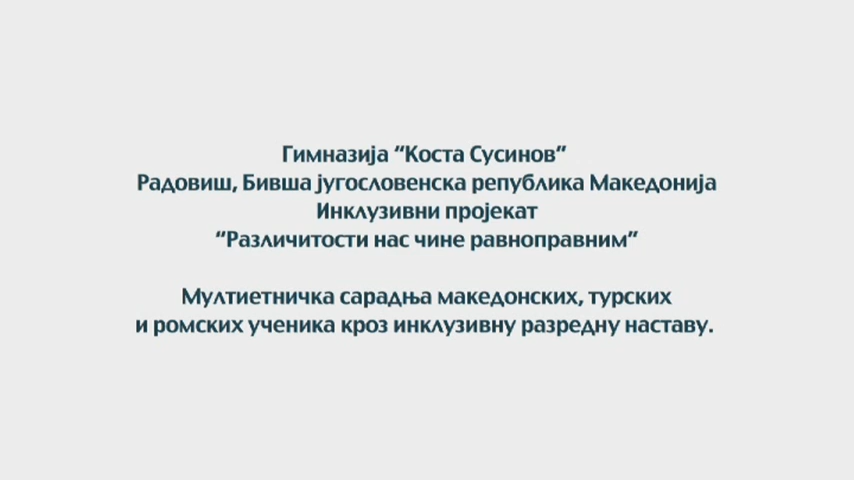 Гимназија “Коста Сусинов”
Радовиш, Бивша југословенска република Македонија
Инклузивни пројекат
“Различитости нас чине равноправним”
Мултиетничка сарадња македонских, турских
и ромских ученика кроз инклузивну разредну наставу.